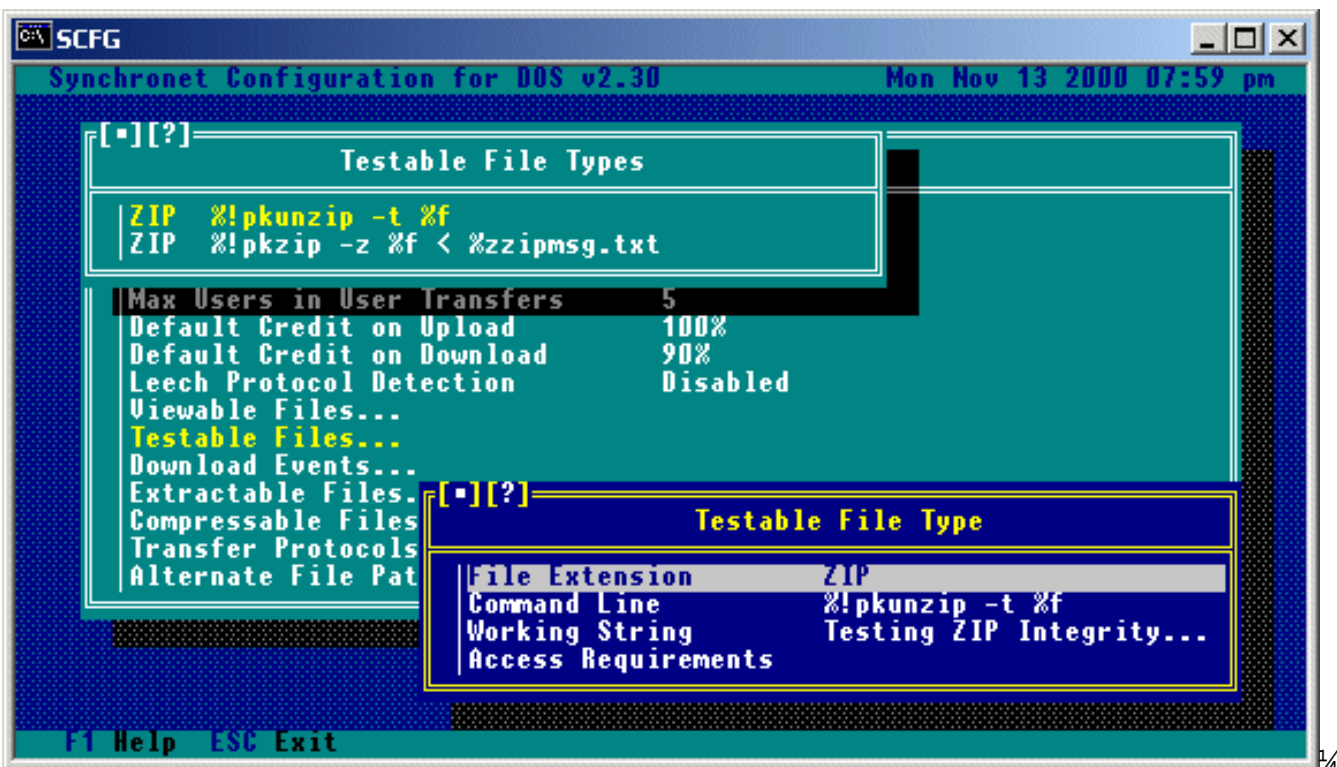 SCFG
Synchronet Configuration for DOS v2.30 Mon Nov 13 2000 07:59 pm
[▪][?]
Testable File Types
ZIP %!pkunzip -t %f
ZIP %!pkzip -z %f < %zzipmsg.txt
Max Users in User Transfers 5
Default Credit on Upload 100%
Default Credit on Download 90%
Leech Protocol Detection Disabled
Viewable Files...
Testable Files...
Download Events...
Extractable Files.
Compressable Files
Transfer Protocols
Alternate File Pat
[▪][?]
Testable File Type
File Extension ZIP
Command Line %!pkunzip -t %f
Working String Testing ZIP Integrity...
Access Requirements
F1 Help ESC Exit